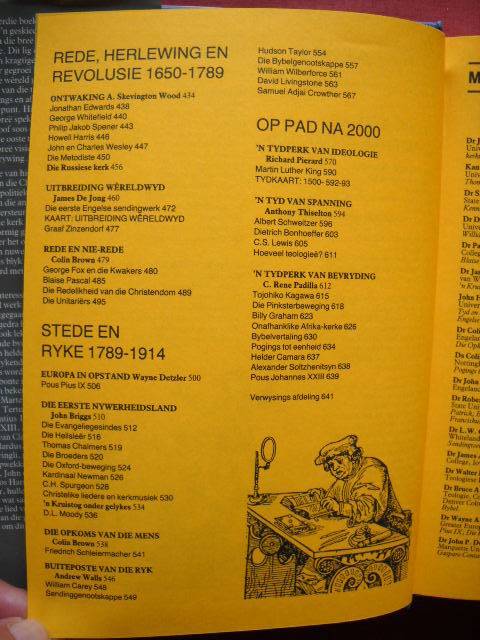 REDE, HERLEWING EN
REVOLUSIE 1650-1789
ONTWAKING A. Skevington Wood 434
Jonathan Edwards 438
George Whitefield 440
Philip Jakob Spener 443
Howell Harris 446
John en Charles Wesley 447
Die Metodiste 450
Die Russiese kerk 456
UITBREIDING WÊRELDWYD
James De Jong 460
Die eerste Engelse sendingwerk 472
KAART: UITBREIDING WÊRELDWYD
Graaf Zinzendorf 477
REDE EN NIE-REDE
Colin Brown 479
George Fox en die Kwakers 480
Blaise Pascal 485
Die Redelikheid van die Christendom 489
Die Unitariërs 495
STEDE EN
RYKE 1789-1914
EUROPA IN OPSTAND Wayne Detzler 500
Pous Pius IX 506
DIE EERSTE NYWERHEIDSLAND
John Briggs 510
Die Evangeliegesindes 512
Die Heilsleër 516
Thomas Chalmers 519
Die Broeders 520
Die Oxford-beweging 524
Kardinaal Newman 526
C.H. Spurgeon 528
Christelike liedere en kerkmusiek 530
'n Kruistog onder gelykes 534
D.L. Moody 536
DIE OPKOMS VAN DIE MENS
Colin Brown 538
Friedrich Schleiermacher 541
BUITEPOSTE VAN DIE RYK
Andrew Walls 546
William Carey 548
Sendinggenootskappe 549
Hudson Taylor 554
Die Bybelgenootskappe 557
William Wilberforce 561
David Livingstone 563
Samuel Adjai Crowther 567
OP PAD NA 2000
'N TYDPERK VAN IDEOLOGIE
Richard Pierard 570
Martin Luther King 590
TYDKAART: 1500- 592-93
'N TYD VAN SPANNING
Anthony Thiselton 594
Albert Schweitzer 596
Dietrich Bonhoeffer 603
C.S. Lewis 605
Hoeveel teologieë? 611
'N TYDPERK VAN BEVRYDING
C. Rene Padilla 612
Tojohiko Kagawa 615
Die Pinksterbeweging 618
Billy Graham 623
Onafhanklike Afrika-kerke 626
Bybelvertaling 630
Pogings tot eenheid 634
Helder Camara 637
Alexander Soltzhenitsyn 638
Pous Johannes XXIII 639
Verwysings afdeling 641